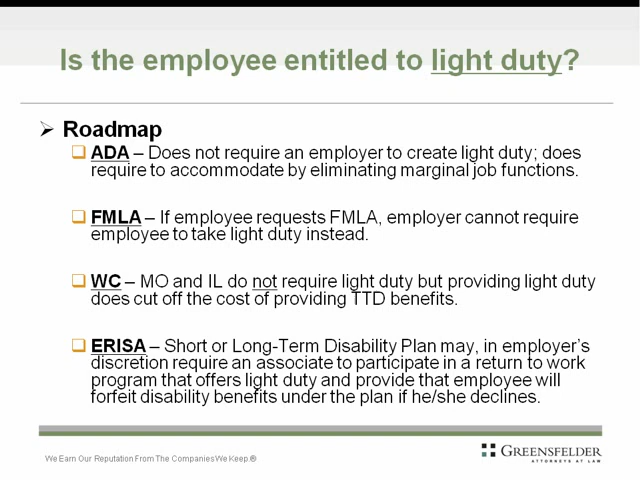 Is the employee entitled to light duty?
Roadmap
ADA – Does not require an employer to create light duty; does
require to accommodate by eliminating marginal job functions.
FMLA – If employee requests FMLA, employer cannot require
employee to take light duty instead.
WC – MO and IL do not require light duty but providing light duty
does cut off the cost of providing TTD benefits.
ERISA – Short or Long-Term Disability Plan may, in employer's
discretion require an associate to participate in a return to work
program that offers light duty and provide that employee will
forfeit disability benefits under the plan if he/she declines.
We Earn Our Reputation From The Companies We Keep.®
GREENSFELDER
ATTORNEYS AT LAW